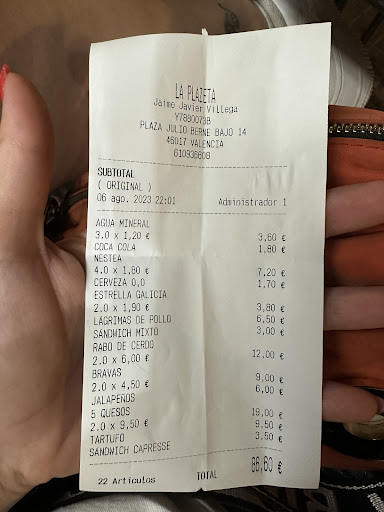 LA PLAZETA
Jaime Javier Villega
Y7880073B
PLAZA JULIO BERNE BAJO 14
46017 VALENCIA
610936608
SUBTOTAL
( ORIGINAL )
06 ago. 2023 22:01 Administrador 1
AGUA MINERAL
3.0 x 1,20 € 3,60 €
COCA COLA 1,80 €
NESTEA
4.0 x 1,80 € 7,20 €
CERVEZA 0,0 1,70 €
ESTRELLA GALICIA
2.0 x 1,90 € 3,80 €
LÁGRIMAS DE POLLO 6,50 €
SANDWICH MIXTO 3,00 €
RABO DE CERDO
2.0 x 6,00 € 12,00 €
BRAVAS
2.0 x 4,50 € 9,00 €
JALAPEÑOS 6,00 €
5 QUESOS
2.0 x 9,50 € 19,00 €
TARTUFO 9,50 €
SANDWICH CAPRESSE 3,50 €
22 Artículos TOTAL 86,60 €